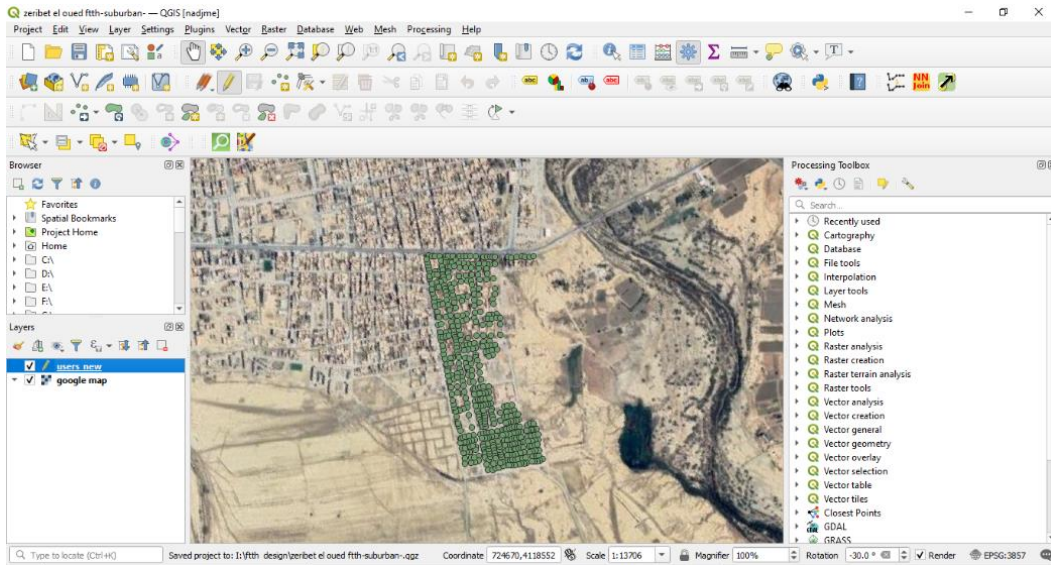 zeribet el oued ftth-suburban- — QGIS [nadjme]
Project Edit View Layer Settings Plugins Vector Raster Database Web Mesh Processing Help
abc
abc
NN
join
Browser
Favorites
Spatial Bookmarks
Project Home
Home
C:\
D:\
E:\
F:\
Layers
users new
google map
Processing Toolbox
Search...
Recently used
Cartography
Database
File tools
Interpolation
Layer tools
Mesh
Network analysis
Plots
Raster analysis
Raster creation
Raster terrain analysis
Raster tools
Vector analysis
Vector creation
Vector general
Vector geometry
Vector overlay
Vector selection
Vector table
Vector tiles
Closest Points
GDAL
GRASS
Type to locate (Ctrl+K) Saved project to: I:\ftth design\zeribet el oued ftth-suburban-.qgz Coordinate 724670,4118552 Scale 1:13706 Magnifier 100% Rotation -30.0 ° Render EPSG:3857